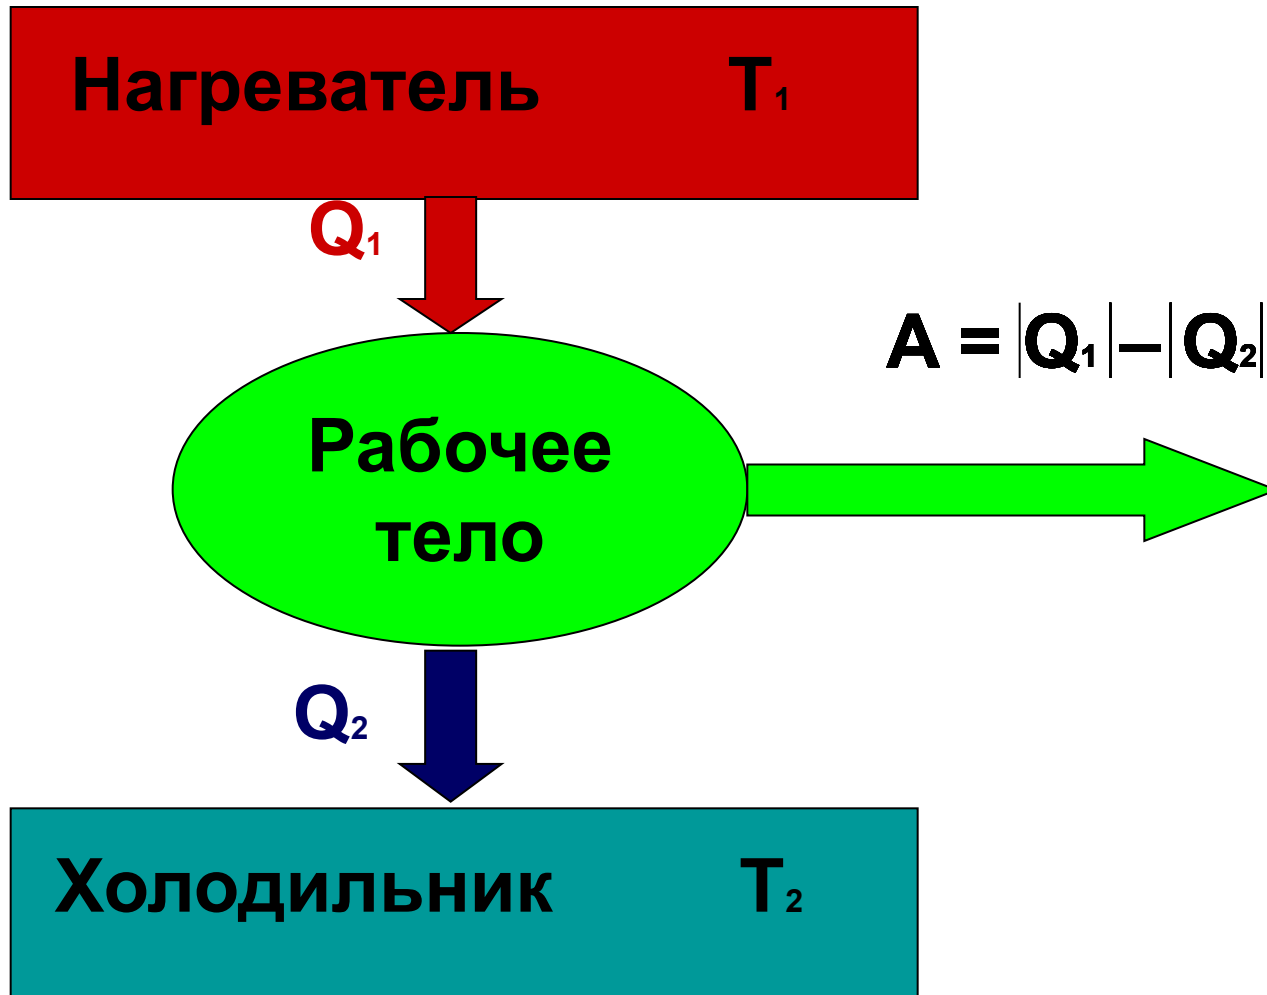 Нагреватель T₁
Q₁
A = |Q₁|−|Q₂|
Рабочее
тело
Q₂
Холодильник T₂